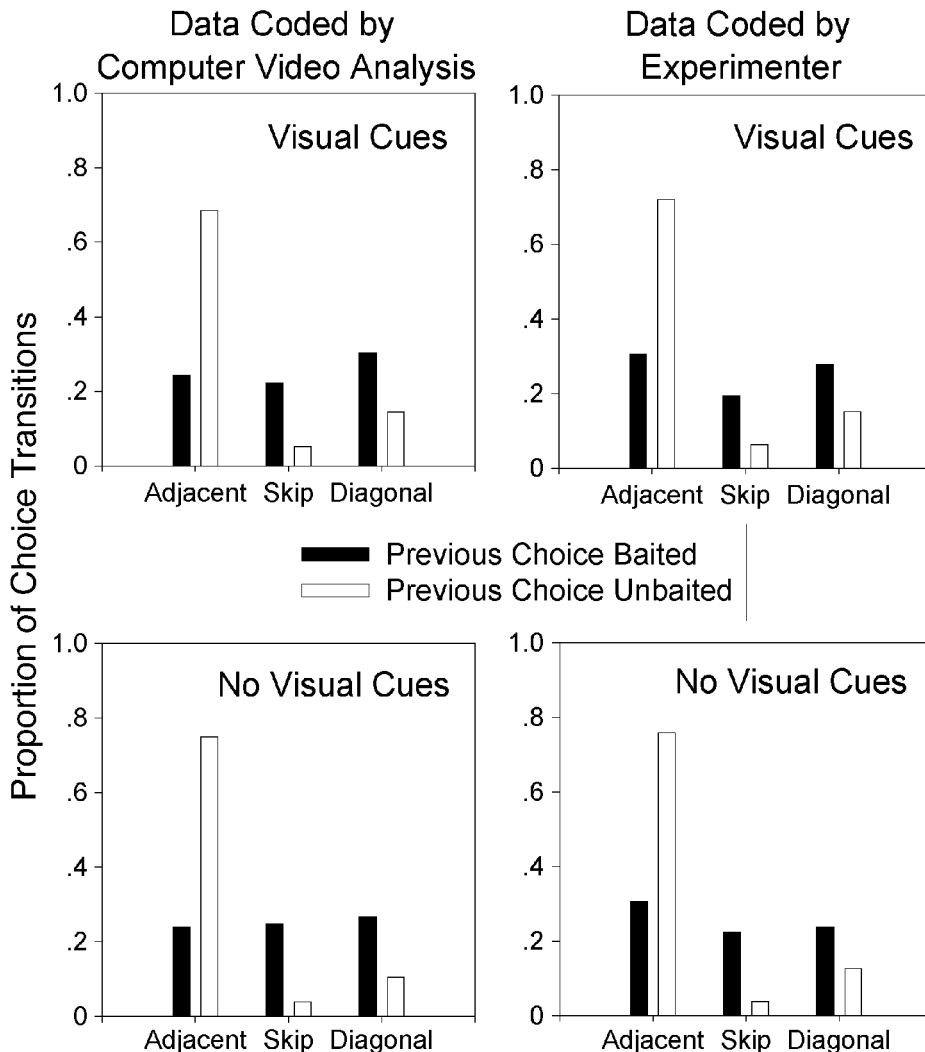 Data Coded by
Computer Video Analysis
Data Coded by
Experimenter
Proportion of Choice Transitions
1.0
.8
.6
.4
.2
0
Visual Cues
Adjacent Skip Diagonal
1.0
.8
.6
.4
.2
0
Visual Cues
Adjacent Skip Diagonal
Previous Choice Baited
Previous Choice Unbaited
1.0
.8
.6
.4
.2
0
No Visual Cues
Adjacent Skip Diagonal
1.0
.8
.6
.4
.2
0
No Visual Cues
Adjacent Skip Diagonal